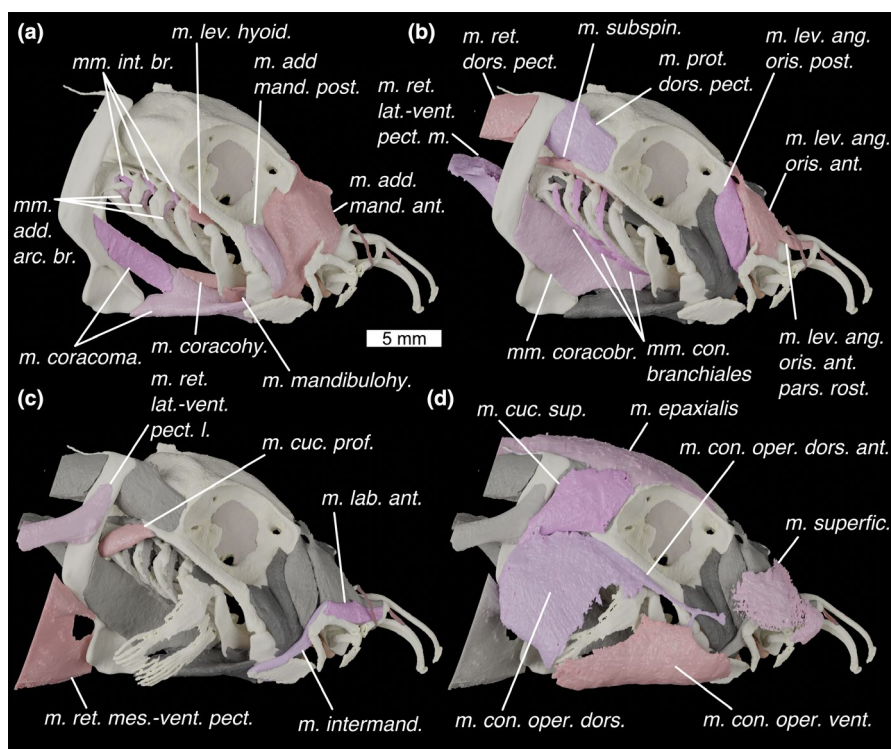 (a)
m. lev. hyoid.
mm. int. br.
m. add
mand. post.
m. add.
mand. ant.
mm.
add.
arc. br.
m. coracoma.
m. coracohy.
m. mandibulohy.
5 mm
(b)
m. ret.
dors. pect.
m. subspin.
m. prot.
dors. pect.
m. lev. ang.
oris. post.
m. ret.
lat.-vent.
pect. m.
m. lev. ang.
oris. ant.
mm. coracobr.
mm. con.
branchiales
m. lev. ang.
oris. ant.
pars. rost.
(c)
m. ret.
lat.-vent.
pect. l.
m. cuc. prof.
m. lab. ant.
m. ret. mes.-vent. pect.
m. intermand.
(d)
m. cuc. sup.
m. epaxialis
m. con. oper. dors. ant.
m. superfic.
m. con. oper. dors.
m. con. oper. vent.